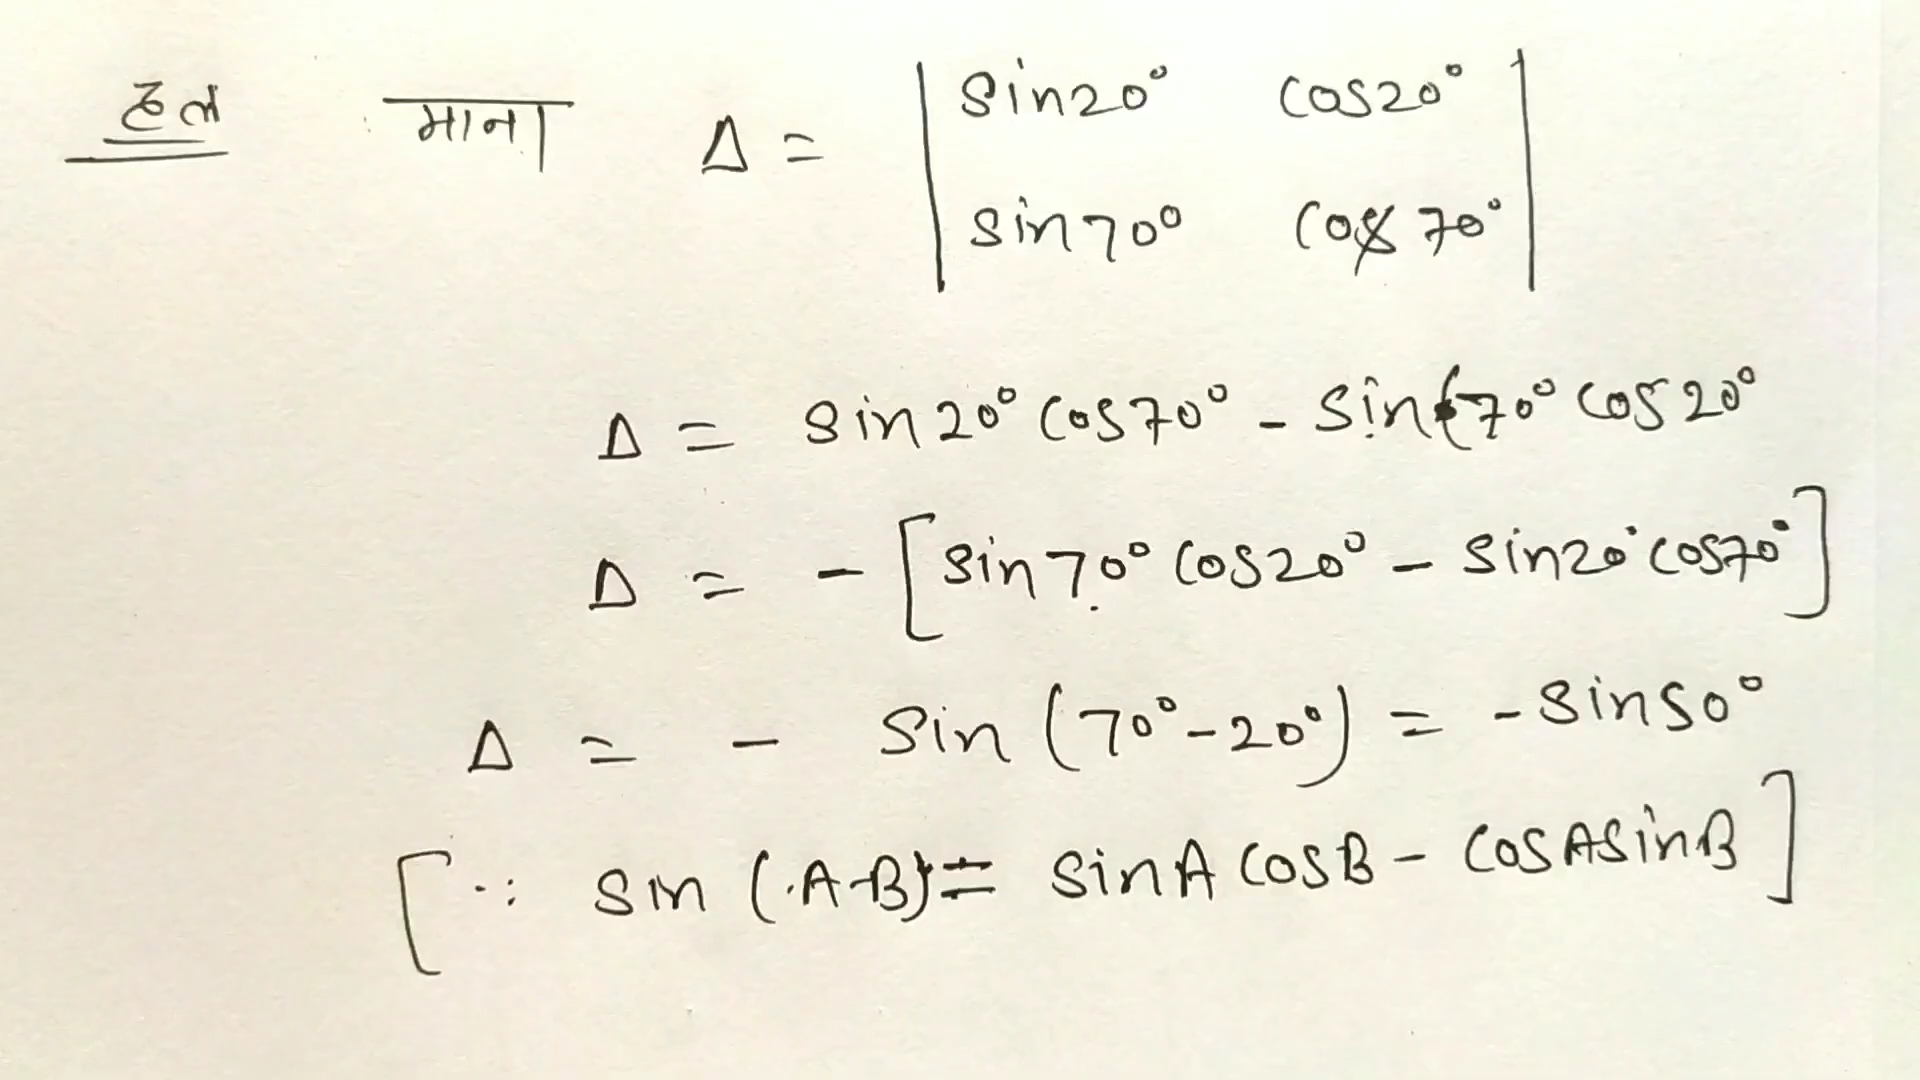 हल माना Δ = | sin20° cos20° |
| sin70° cos70° |
Δ = sin20° cos70° - sin70° cos20°
Δ = - [sin70° cos20° - sin20° cos70°]
Δ = - sin (70° - 20°) = - sin50°
[∵ sin (A-B) = sinA cosB - cosA sinB]